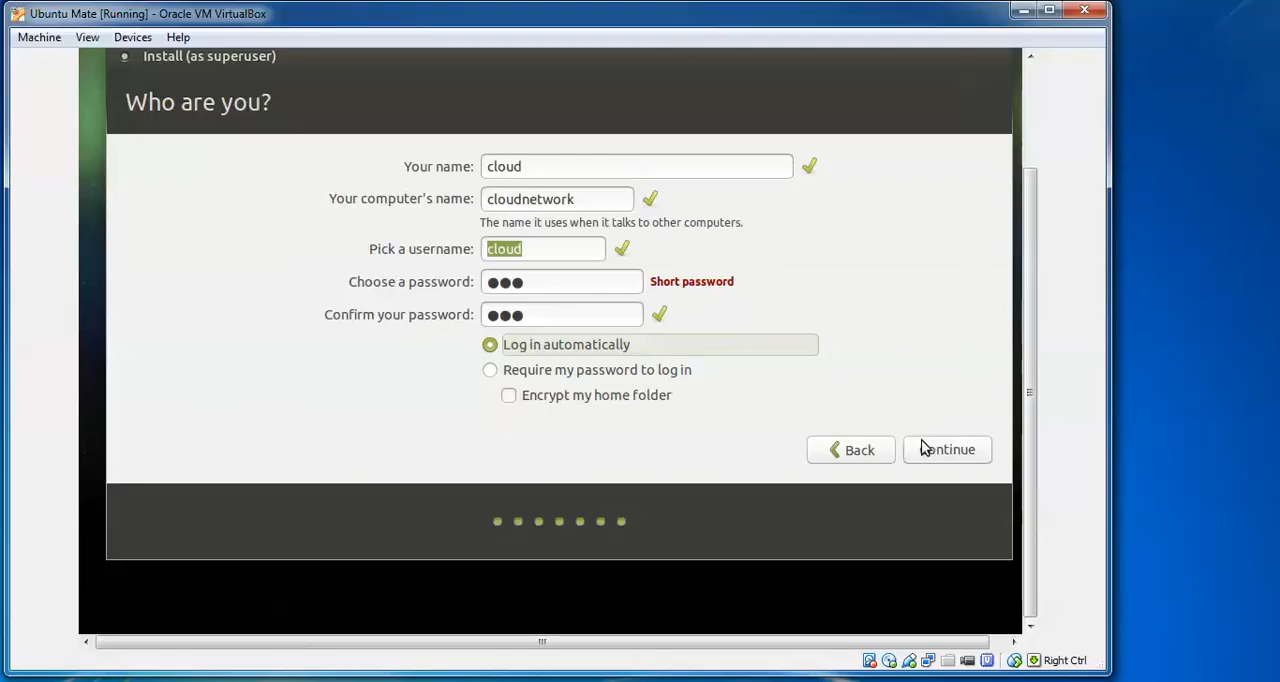 Ubuntu Mate [Running] - Oracle VM VirtualBox
Machine View Devices Help
Install (as superuser)
Who are you?
Your name: cloud
Your computer's name: cloudnetwork
The name it uses when it talks to other computers.
Pick a username: cloud
Choose a password: ●●● Short password
Confirm your password: ●●●
Log in automatically
Require my password to log in
Encrypt my home folder
Back Continue
Right Ctrl